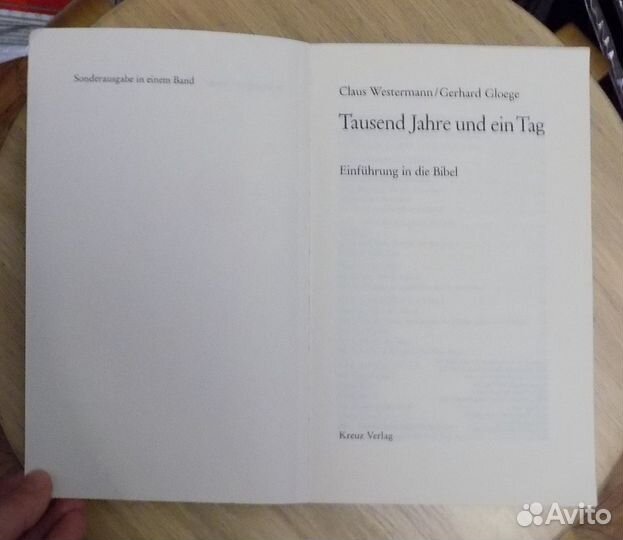 Sonderausgabe in einem Band
Claus Westermann/Gerhard Gloege
Tausend Jahre und ein Tag
Einführung in die Bibel
Kreuz Verlag
Avito